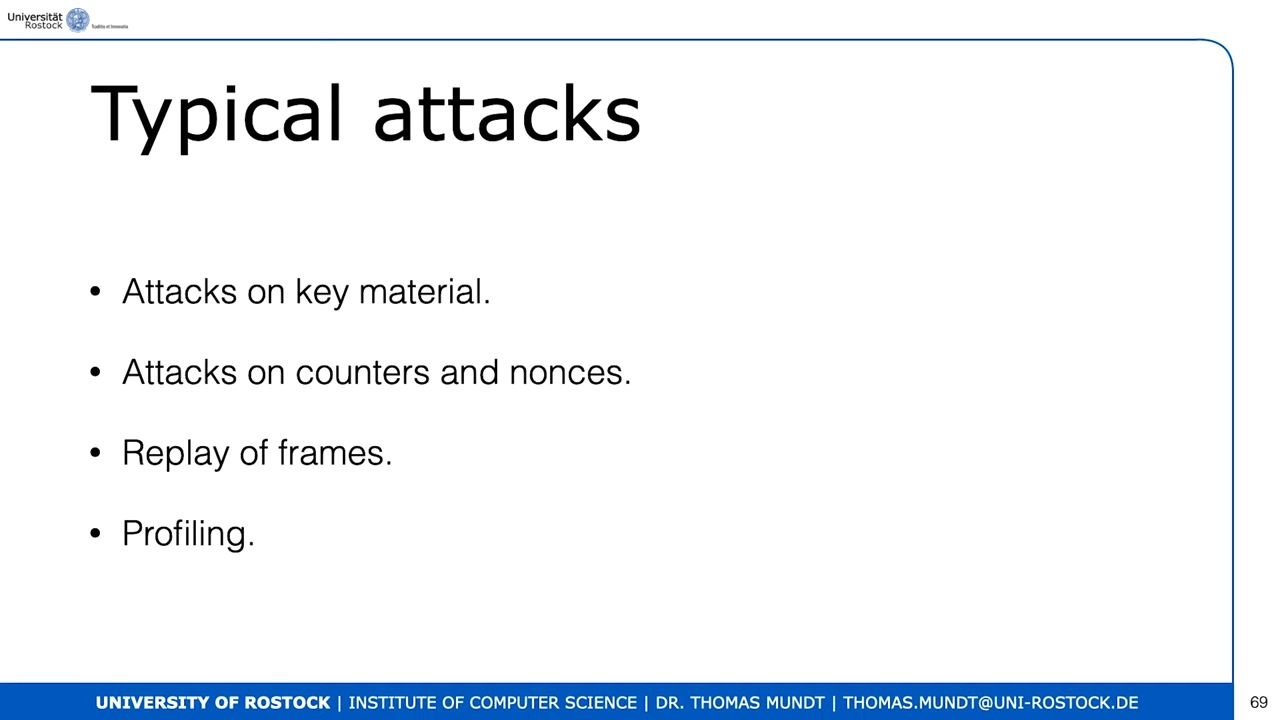 Universität
Rostock
Traditio et Innovatio
Typical attacks
• Attacks on key material.
• Attacks on counters and nonces.
• Replay of frames.
• Profiling.
UNIVERSITY OF ROSTOCK | INSTITUTE OF COMPUTER SCIENCE | DR. THOMAS MUNDT | THOMAS.MUNDT@UNI-ROSTOCK.DE
69